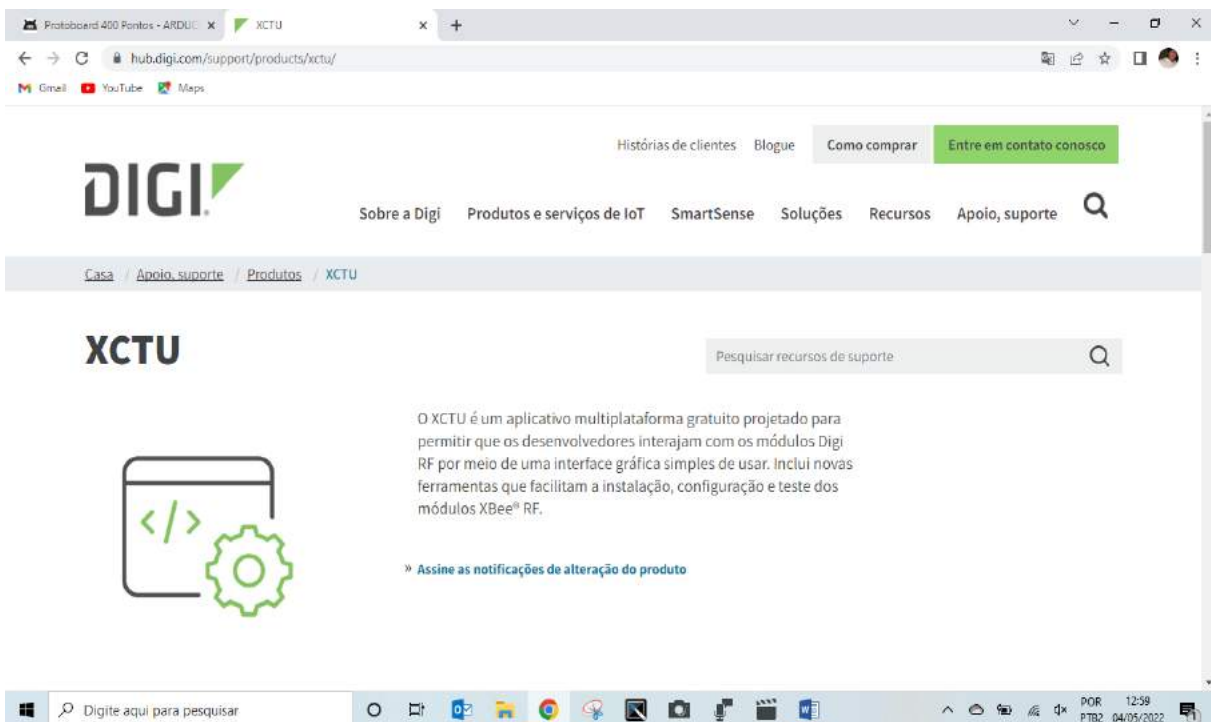 Protoboard 400 Pontos - ARDUI
XCTU
hub.digi.com/support/products/xctu/
Gmail YouTube Maps
Histórias de clientes Blogue Como comprar Entre em contato conosco
DIGI
Sobre a Digi Produtos e serviços de IoT SmartSense Soluções Recursos Apoio, suporte
Casa / Apoio, suporte / Produtos / XCTU
XCTU
Pesquisar recursos de suporte
O XCTU é um aplicativo multiplataforma gratuito projetado para
permitir que os desenvolvedores interajam com os módulos Digi
RF por meio de uma interface gráfica simples de usar. Inclui novas
ferramentas que facilitam a instalação, configuração e teste dos
módulos XBee® RF.
</>
» Assine as notificações de alteração do produto
Digite aqui para pesquisar
POR 12:59
PTB2 04/05/2022